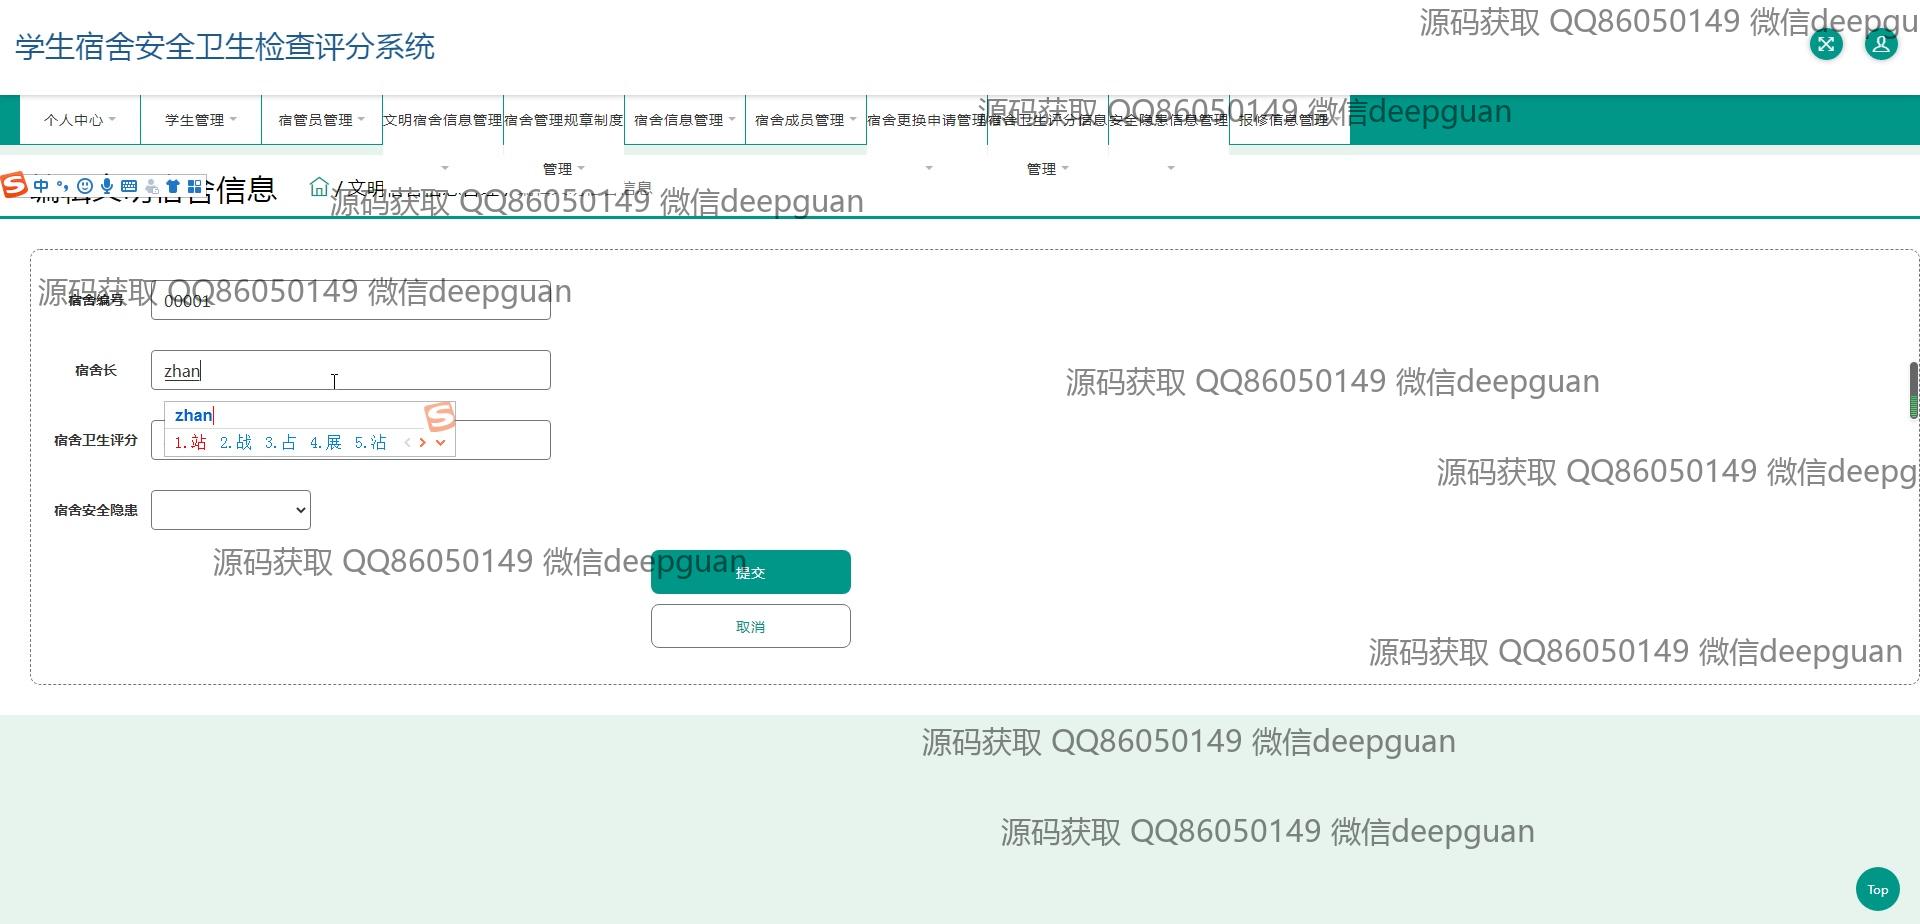 源码获取 QQ86050149 微信deepgu
学生宿舍安全卫生检查评分系统
个人中心
学生管理
宿管员管理
文明宿舍信息管理
宿舍管理规章制度管理
宿舍信息管理
宿舍成员管理
宿舍更换申请管理
宿舍卫生评分信息管理
安全隐患信息管理
报修信息管理
源码获取 QQ86050149 微信deepguan
中
编辑文明宿舍信息
/ 文明
信息
源码获取 QQ86050149 微信deepguan
源码获取 QQ86050149 微信deepguan
宿舍编号 00001
宿舍长 zhan
源码获取 QQ86050149 微信deepguan
zhan
1.站 2.战 3.占 4.展 5.沾
宿舍卫生评分
源码获取 QQ86050149 微信deepg
宿舍安全隐患
源码获取 QQ86050149 微信deepguan
提交
取消
源码获取 QQ86050149 微信deepguan
源码获取 QQ86050149 微信deepguan
源码获取 QQ86050149 微信deepguan
Top